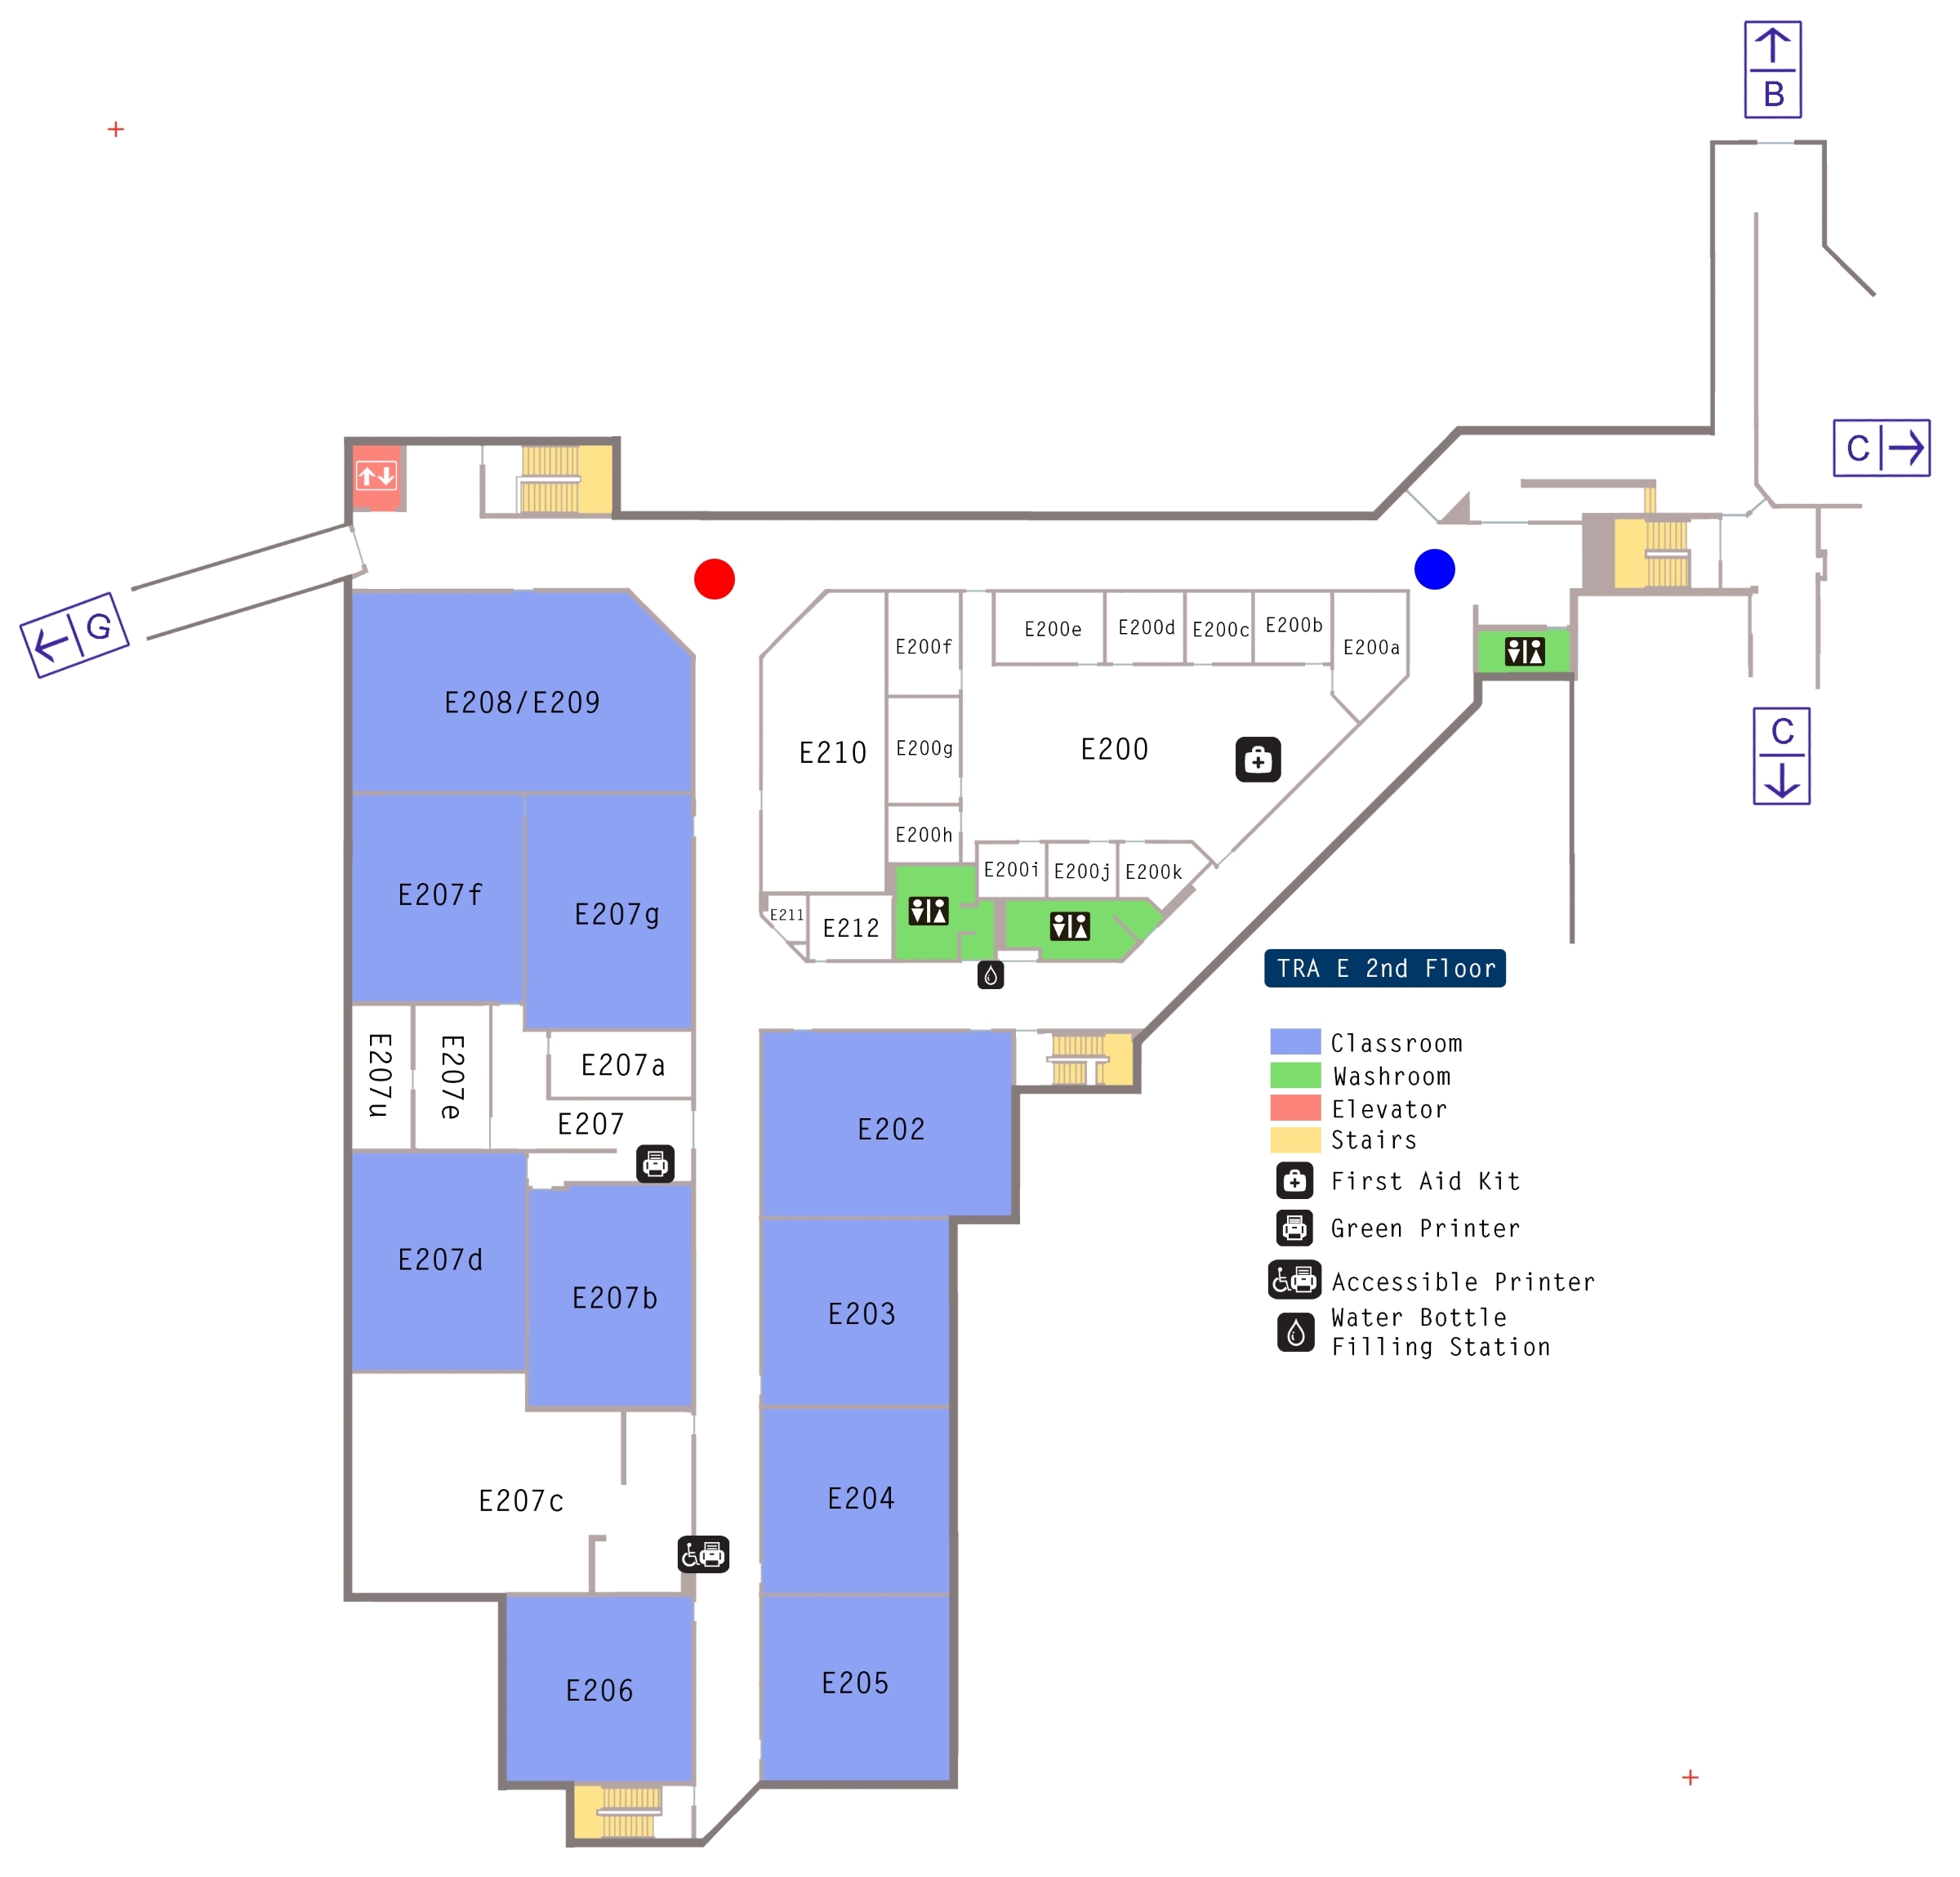 B
C
G
E208/E209
E210
E200f
E200e
E200d
E200c
E200b
E200a
E200g
E200
C
E200h
E207f
E207g
E200i
E200j
E200k
E211
E212
TRA E 2nd Floor
E207u
E207e
E207a
E207
E202
Classroom
Washroom
Elevator
Stairs
First Aid Kit
Green Printer
Accessible Printer
Water Bottle
Filling Station
E207d
E207b
E203
E207c
E204
E206
E205